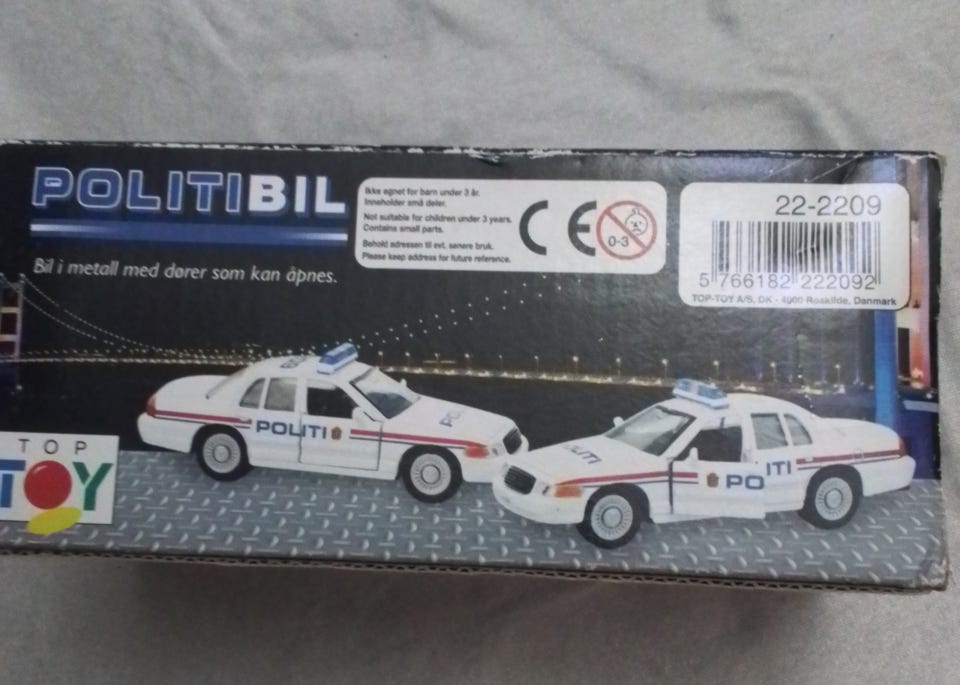 POLITIBIL
Bil i metall med dører som kan åpnes.
Ikke egnet for barn under 3 år.
Inneholder små deler.
Not suitable for children under 3 years.
Contains small parts.
Behold adressen til evt. senere bruk.
Please keep address for future reference.
CE
0-3
22-2209
5 766182 222092
TOP-TOY A/S, DK - 4000 Roskilde, Danmark
POLITI
POLITI
POLITI
TOP
TOY